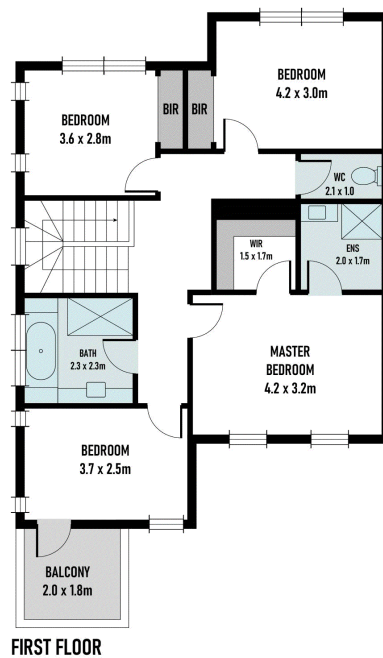 BEDROOM
4.2 x 3.0m
BEDROOM
3.6 x 2.8m
BIR
BIR
WC
2.1 x 1.0
WIR
1.5 x 1.7m
ENS
2.0 x 1.7m
BATH
2.3 x 2.3m
MASTER
BEDROOM
4.2 x 3.2m
BEDROOM
3.7 x 2.5m
BALCONY
2.0 x 1.8m
FIRST FLOOR